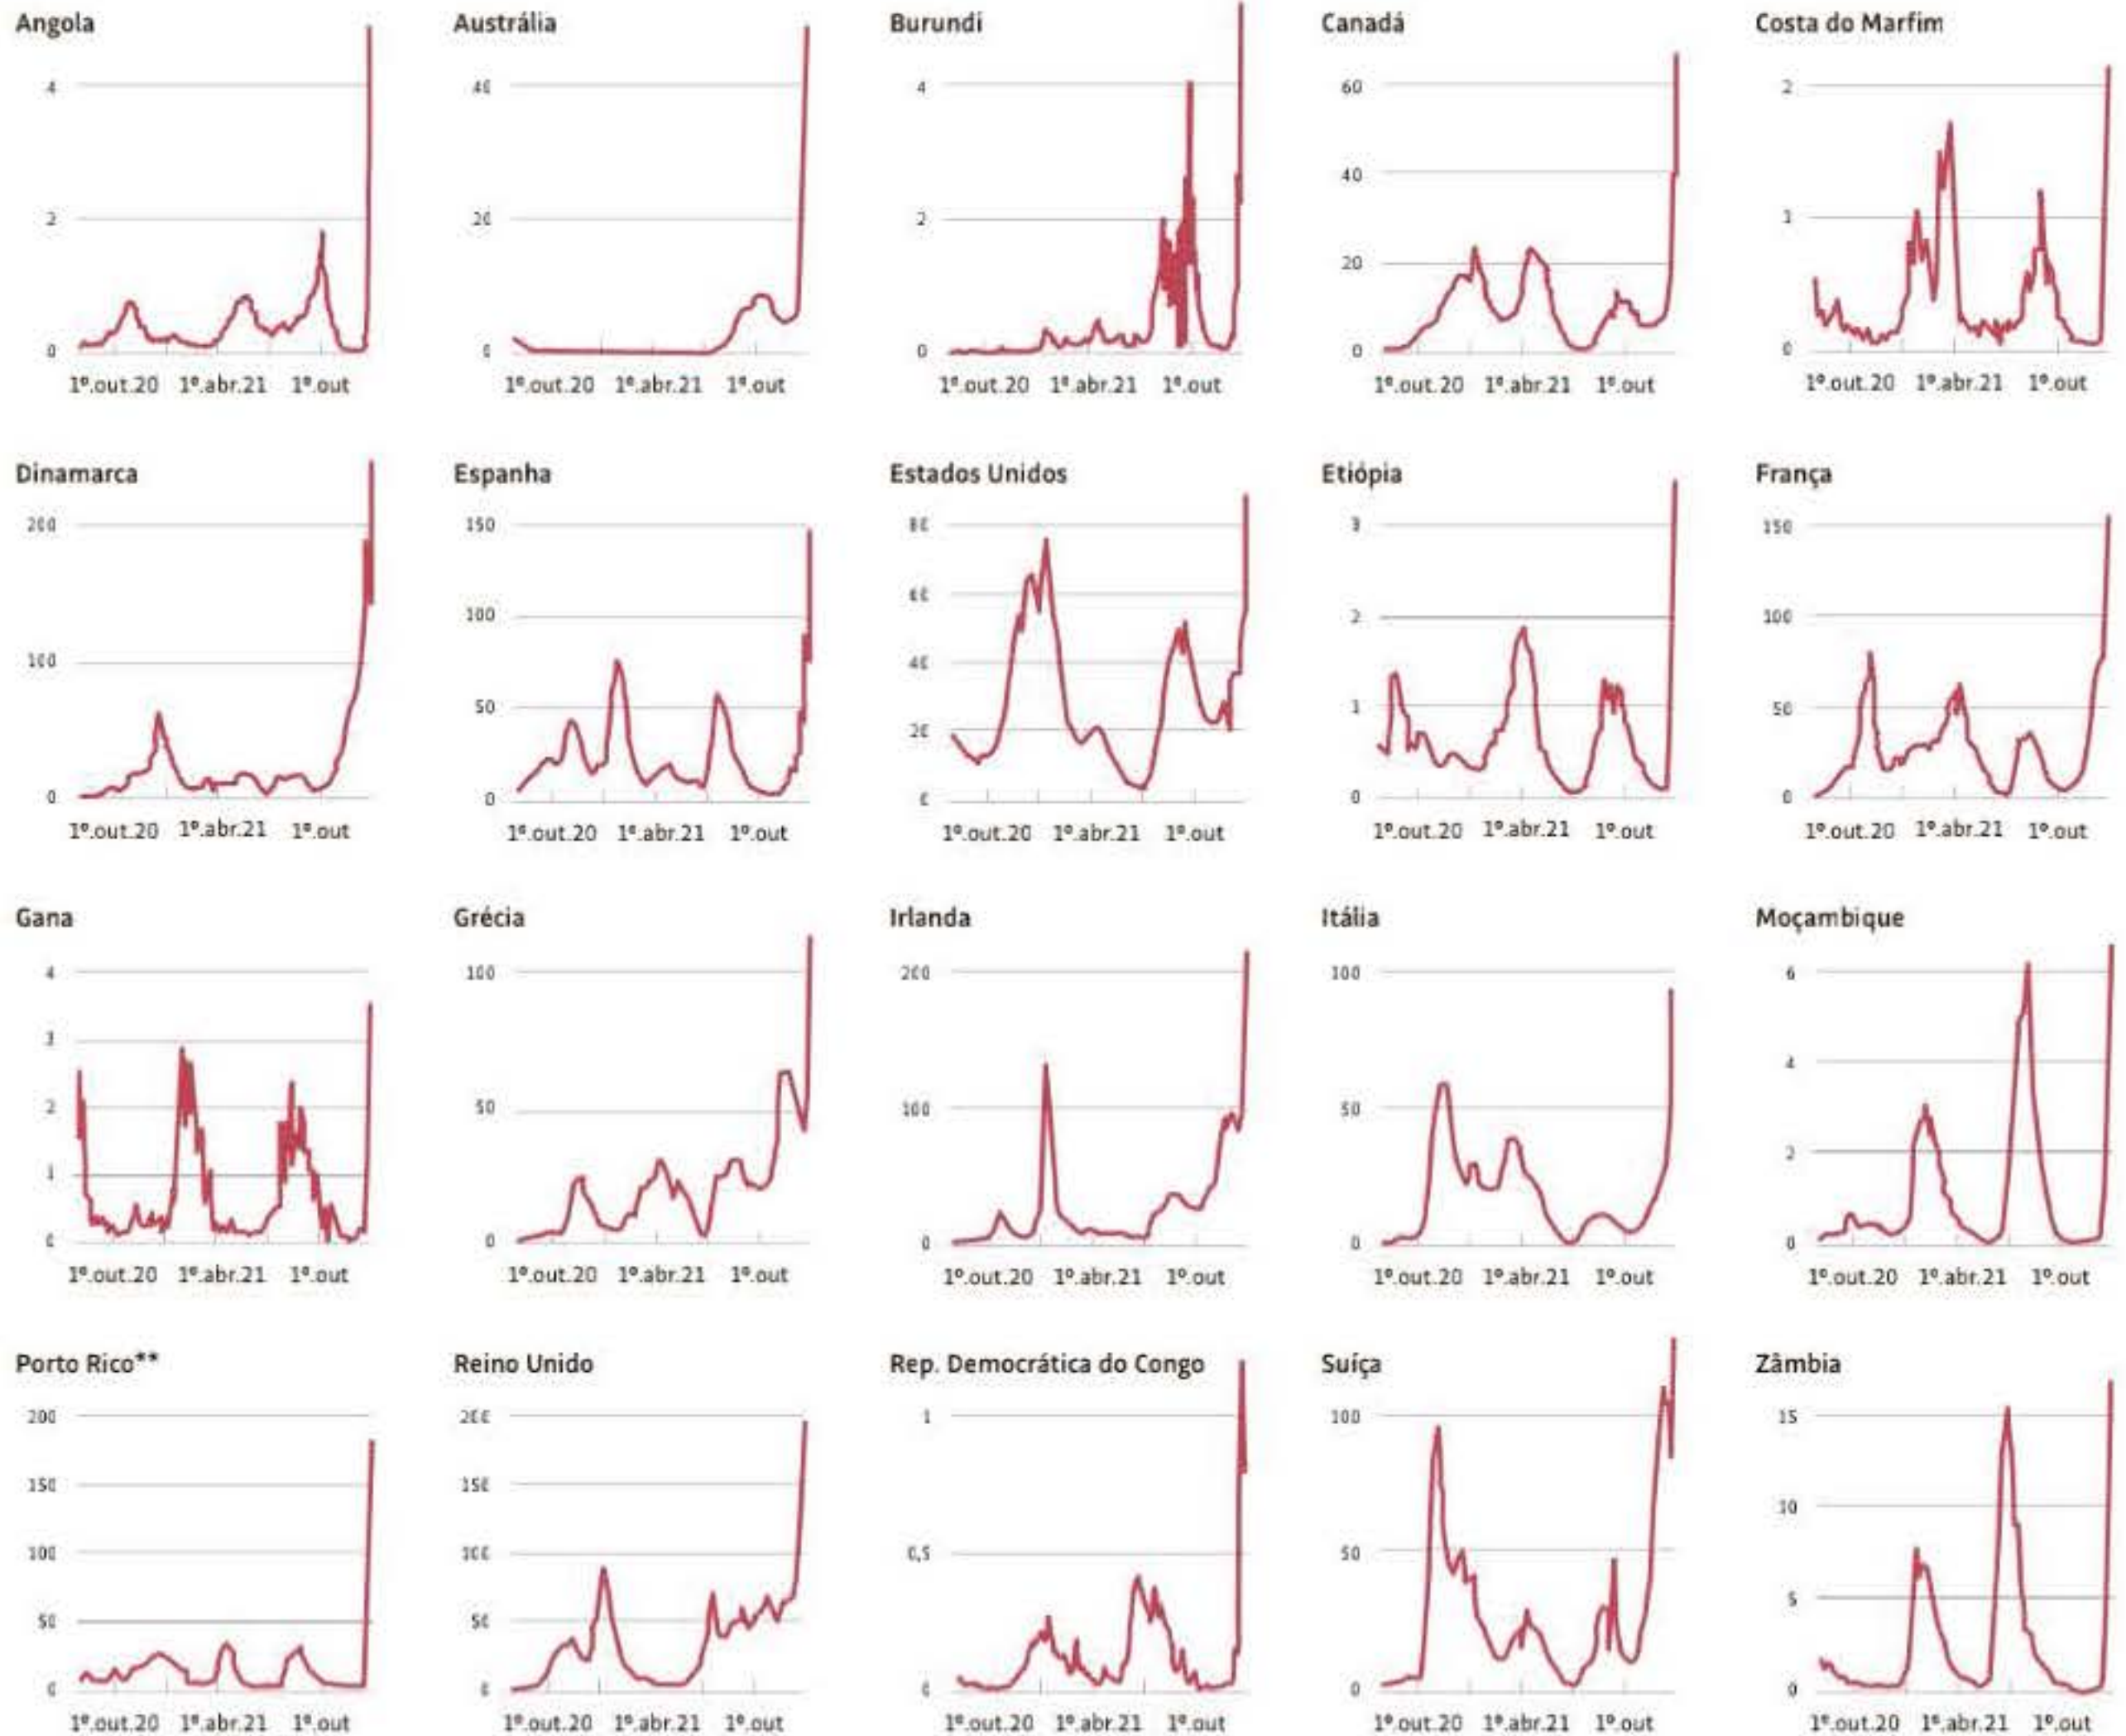 Angola
4
2
0
1º.out.20 1º.abr.21 1º.out
Austrália
40
20
0
1º.out.20 1º.abr.21 1º.out
Burundi
4
2
0
1º.out.20 1º.abr.21 1º.out
Canadá
60
40
20
0
1º.out.20 1º.abr.21 1º.out
Costa do Marfim
2
1
0
1º.out.20 1º.abr.21 1º.out
Dinamarca
200
100
0
1º.out.20 1º.abr.21 1º.out
Espanha
150
100
50
0
1º.out.20 1º.abr.21 1º.out
Estados Unidos
80
60
40
20
0
1º.out.20 1º.abr.21 1º.out
Etiópia
3
2
1
0
1º.out.20 1º.abr.21 1º.out
França
150
100
50
0
1º.out.20 1º.abr.21 1º.out
Gana
4
3
2
1
0
1º.out.20 1º.abr.21 1º.out
Grécia
100
50
0
1º.out.20 1º.abr.21 1º.out
Irlanda
200
100
0
1º.out.20 1º.abr.21 1º.out
Itália
100
50
0
1º.out.20 1º.abr.21 1º.out
Moçambique
6
4
2
0
1º.out.20 1º.abr.21 1º.out
Porto Rico**
200
150
100
50
0
1º.out.20 1º.abr.21 1º.out
Reino Unido
200
150
100
50
0
1º.out.20 1º.abr.21 1º.out
Rep. Democrática do Congo
1
0,5
0
1º.out.20 1º.abr.21 1º.out
Suíça
100
50
0
1º.out.20 1º.abr.21 1º.out
Zâmbia
15
10
5
0
1º.out.20 1º.abr.21 1º.out